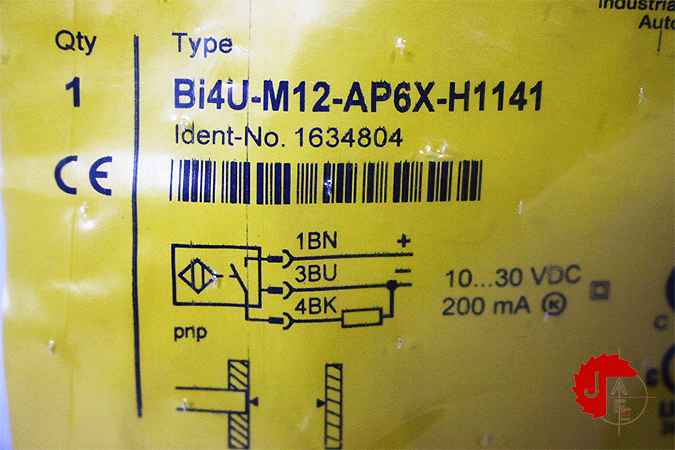 Industrial
Auto
Qty
Type
1
Bi4U-M12-AP6X-H1141
Ident-No. 1634804
CE
1BN
+
3BU
−
4BK
10...30 VDC
200 mA K
pnp
C
J
A